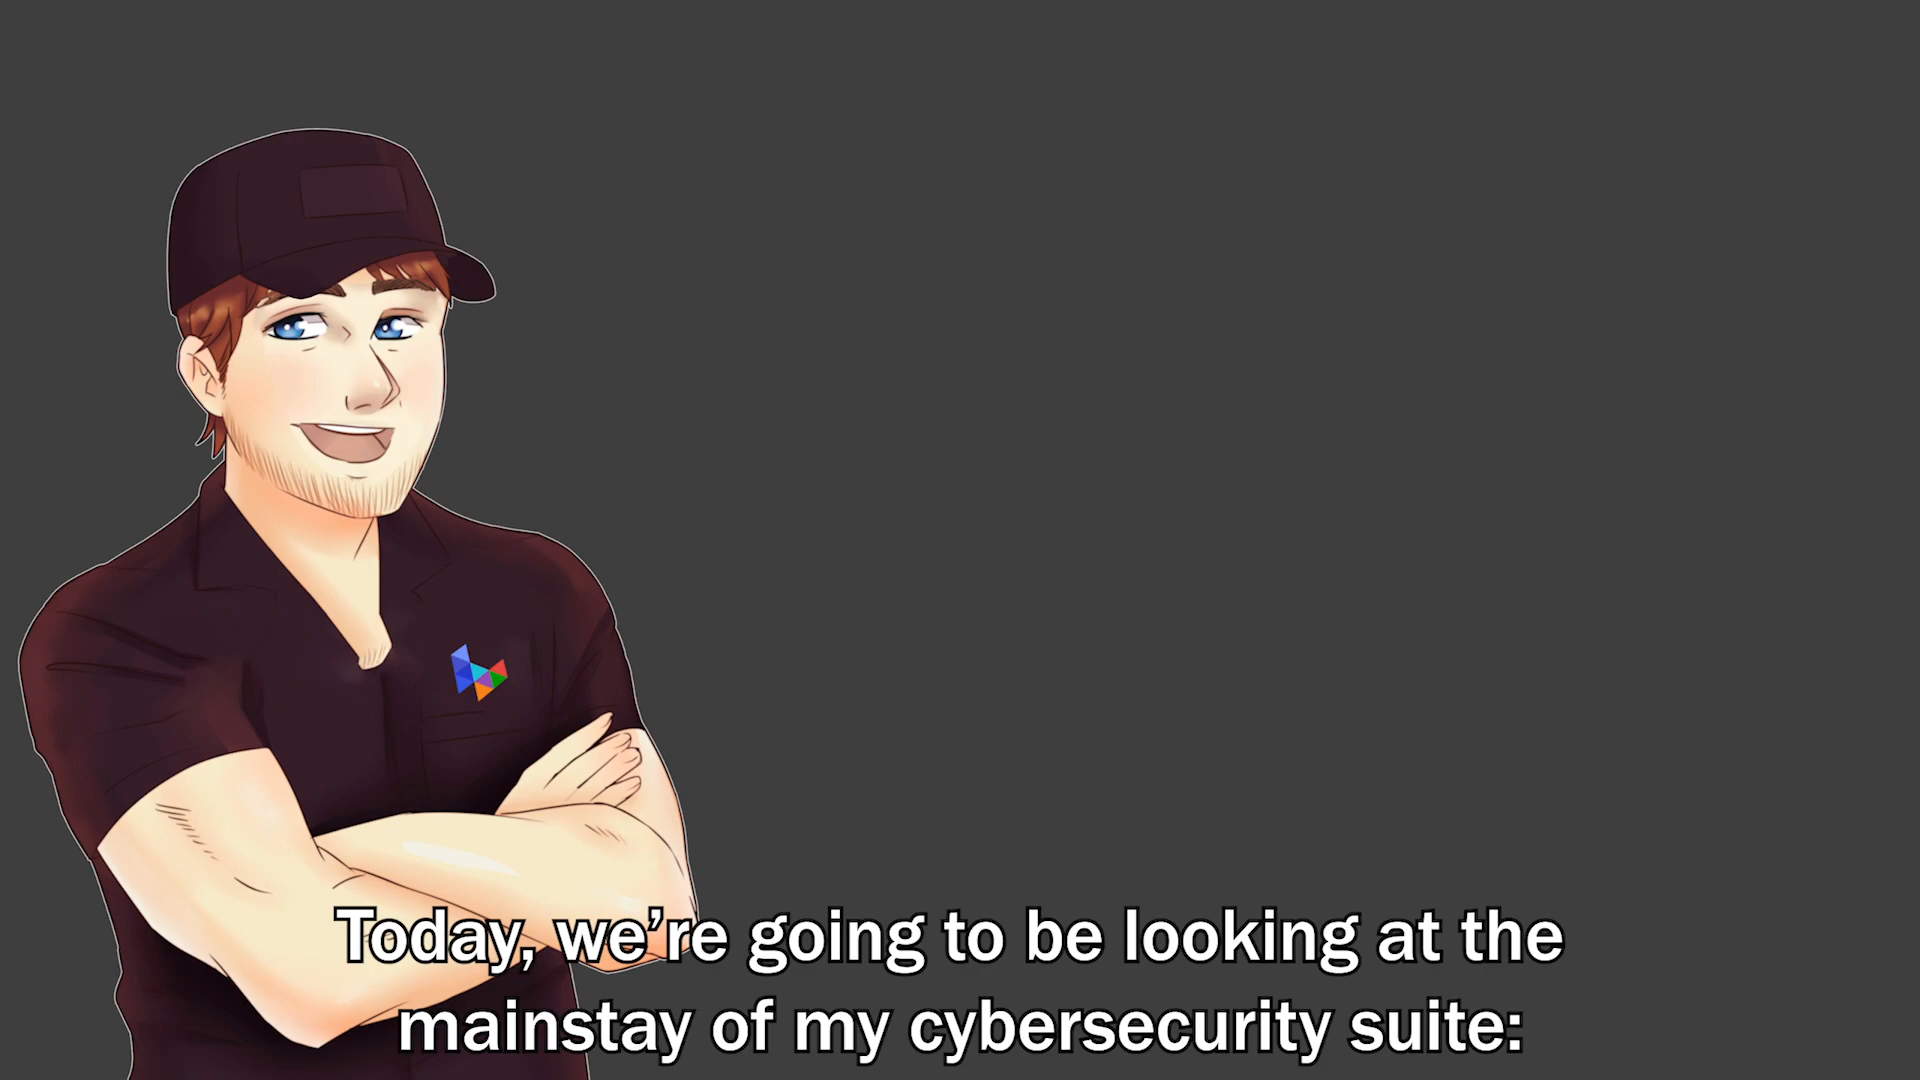 Today, we’re going to be looking at the
mainstay of my cybersecurity suite: